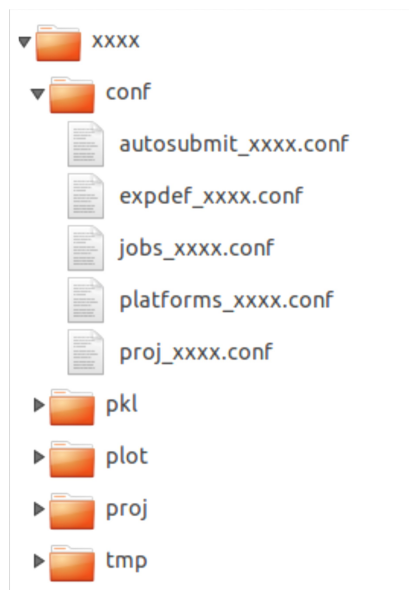 xxxx
conf
autosubmit_xxxx.conf
expdef_xxxx.conf
jobs_xxxx.conf
platforms_xxxx.conf
proj_xxxx.conf
pkl
plot
proj
tmp